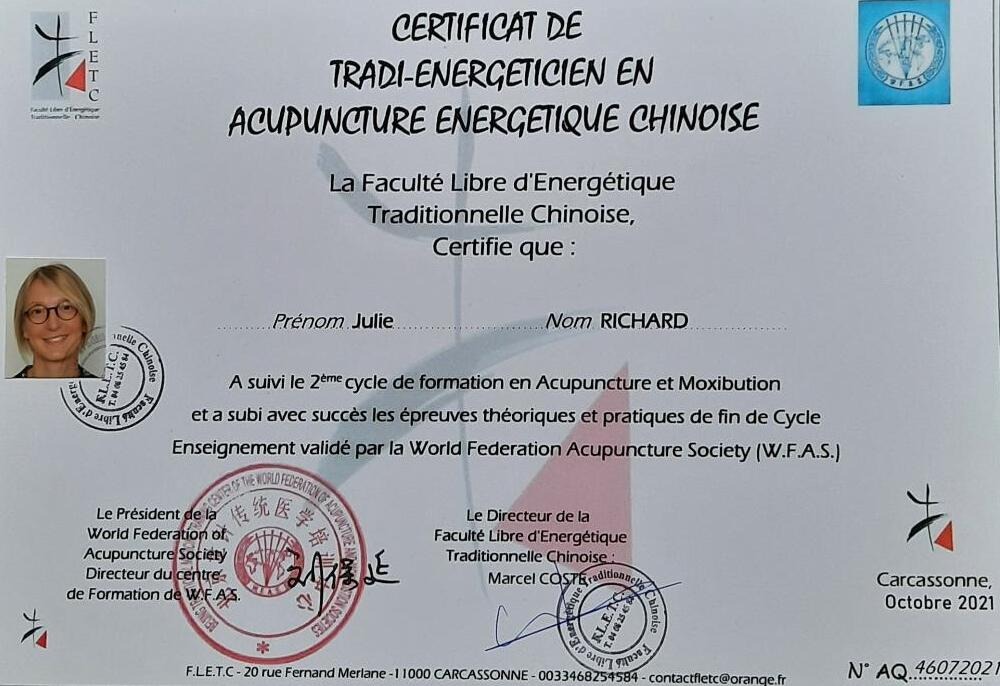 FLETC
Faculté Libre d'Energétique
Traditionnelle Chinoise
CERTIFICAT DE
TRADI-ENERGETICIEN EN
ACUPUNCTURE ENERGETIQUE CHINOISE
W.F.A.S
La Faculté Libre d'Energétique
Traditionnelle Chinoise,
Certifie que :
Prénom Julie Nom RICHARD
A suivi le 2ème cycle de formation en Acupuncture et Moxibution
et a subi avec succès les épreuves théoriques et pratiques de fin de Cycle
Enseignement validé par la World Federation Acupuncture Society (W.F.A.S.)
Le Président de la
World Federation of
Acupuncture Society
Directeur du centre
de Formation de W.F.A.S.
Le Directeur de la
Faculté Libre d'Energétique
Traditionnelle Chinoise :
Marcel COSTE
Carcassonne,
Octobre 2021
F.L.E.T.C - 20 rue Fernand Merlane -11000 CARCASSONNE - 0033468254584 - contactfletc@orange.fr
N° AQ 46072021